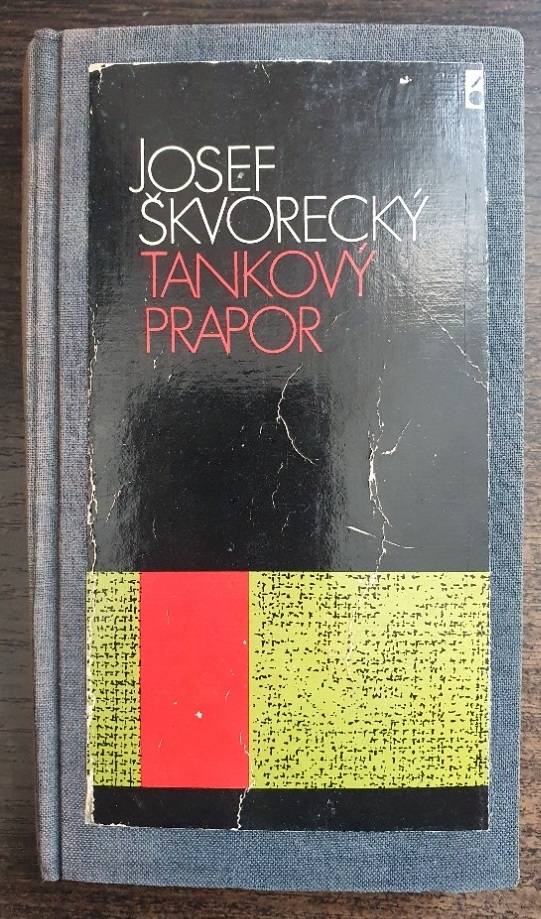 JOSEF
ŠKVORECKÝ
TANKOVÝ
PRAPOR